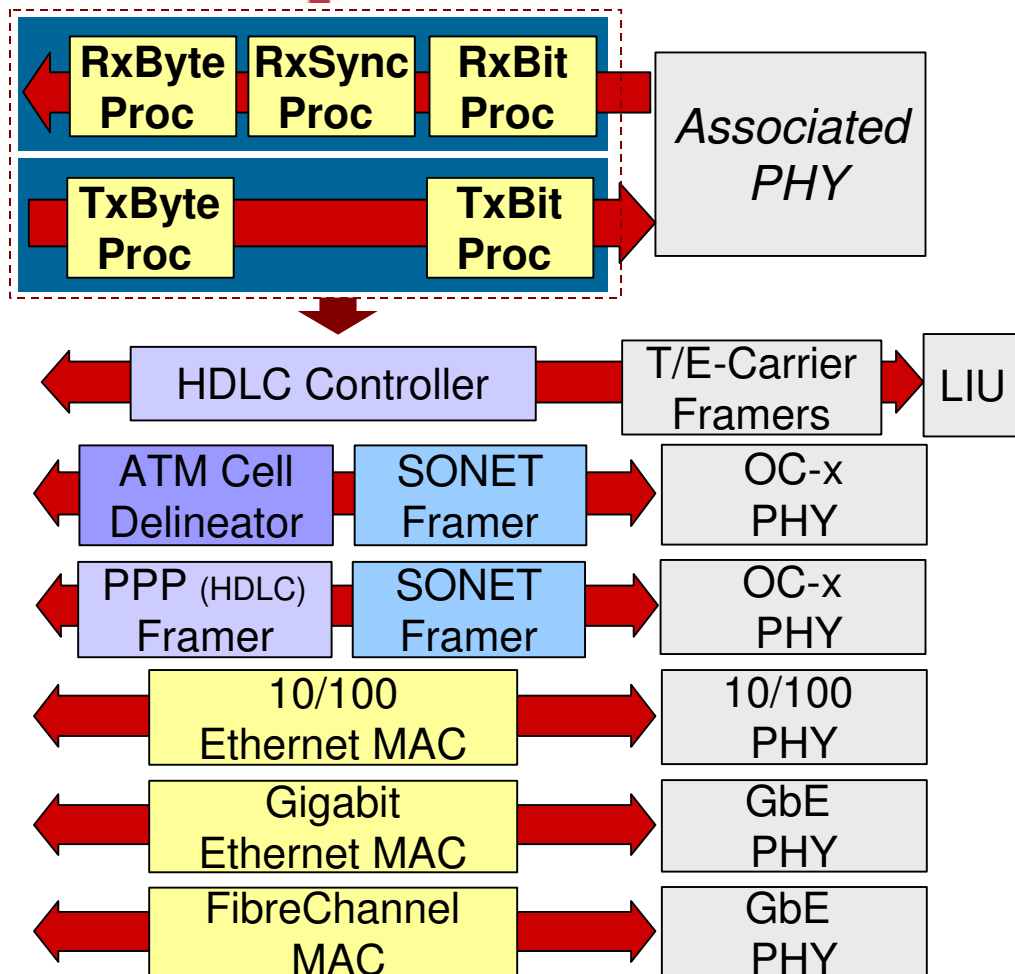 RxByte Proc
RxSync Proc
RxBit Proc
Associated PHY
TxByte Proc
TxBit Proc
HDLC Controller
T/E-Carrier Framers
LIU
ATM Cell Delineator
SONET Framer
OC-x PHY
PPP (HDLC) Framer
SONET Framer
OC-x PHY
10/100 Ethernet MAC
10/100 PHY
Gigabit Ethernet MAC
GbE PHY
FibreChannel MAC
GbE PHY